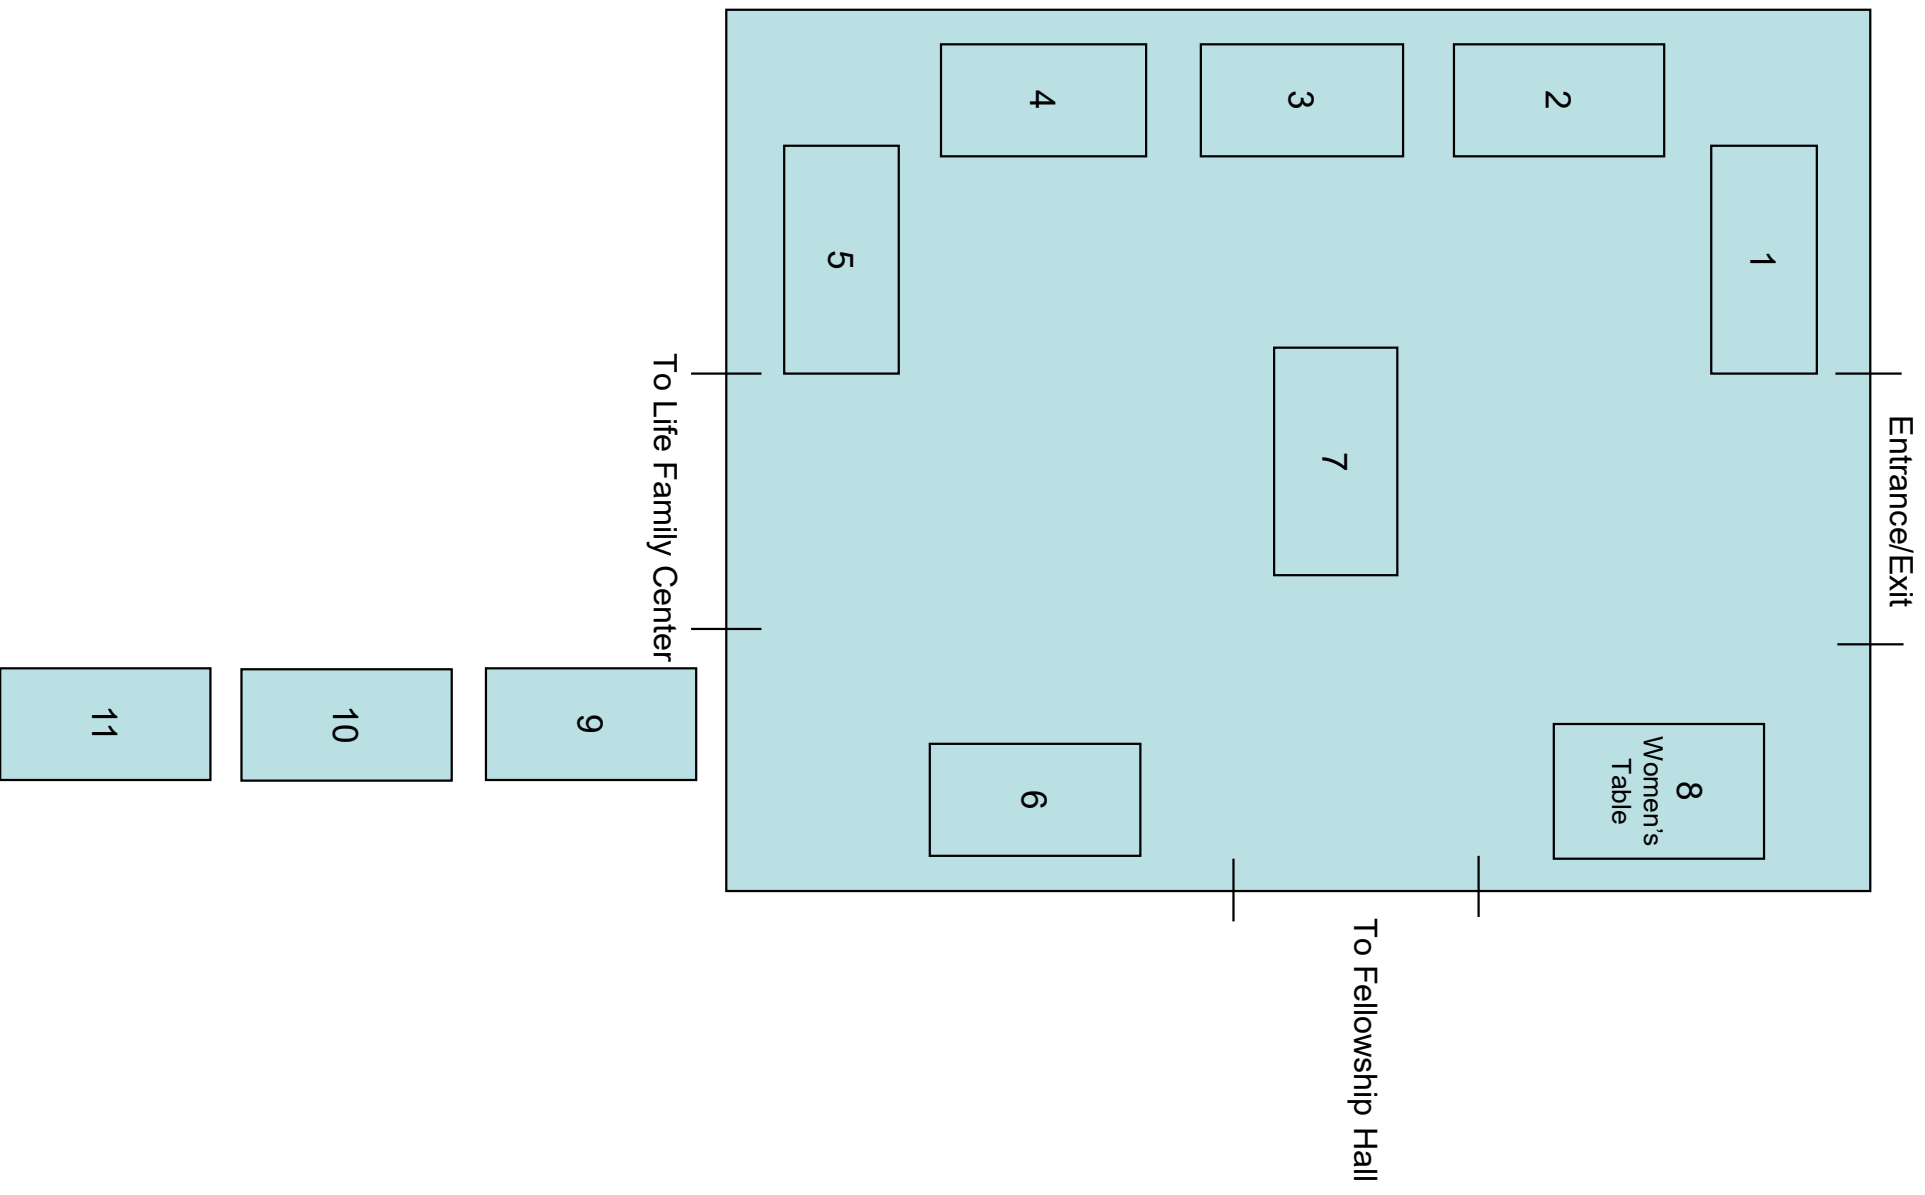 Entrance/Exit
1
2
3
4
5
7
8
Women’s
Table
6
To Life Family Center
To Fellowship Hall
9
10
11